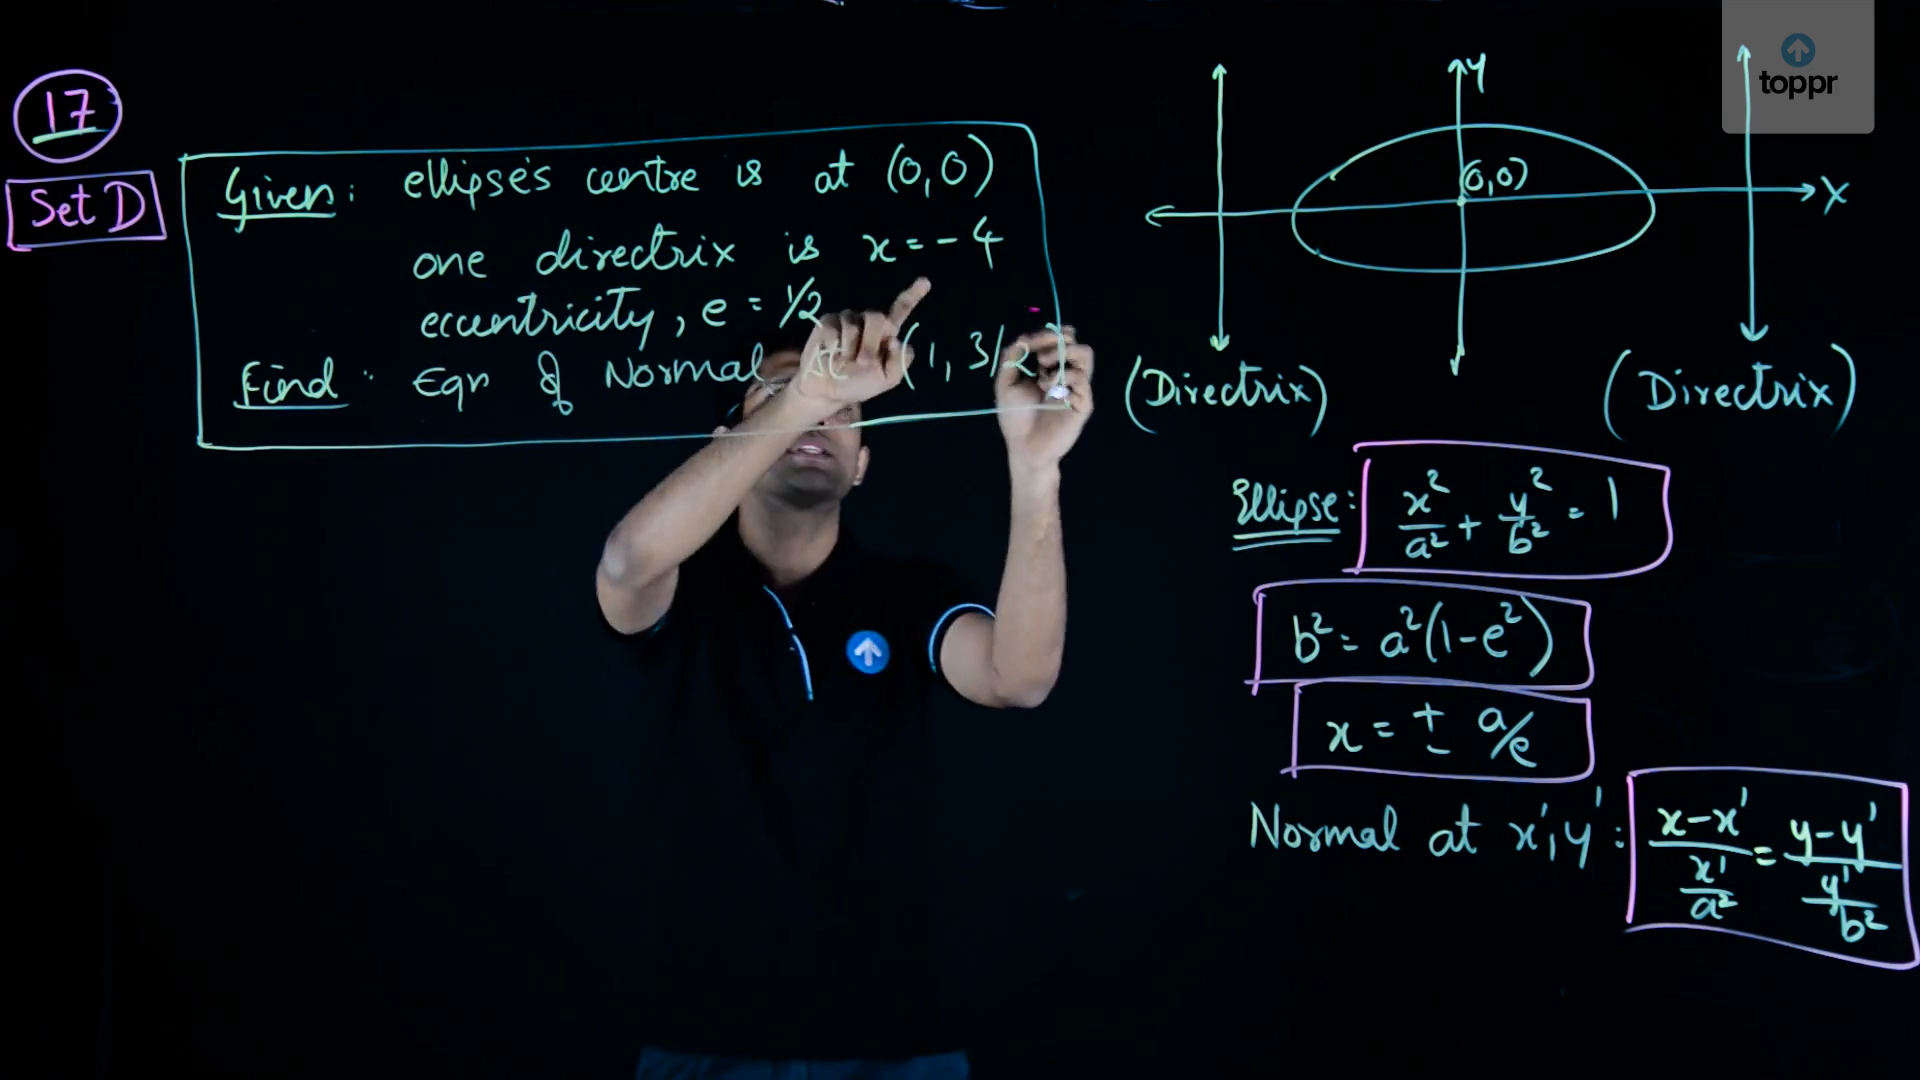 17
Set D
Given: ellipse's centre is at (0,0)
one directrix is x = -4
eccentricity, e = 1/2
Find: Eqn of Normal at (1, 3/2)
Y
(0,0)
X
(Directrix)
(Directrix)
Ellipse: x²/a² + y²/b² = 1
b² = a²(1-e²)
x = ± a/e
Normal at x', y' : (x-x')/(x'/a²) = (y-y')/(y'/b²)
toppr